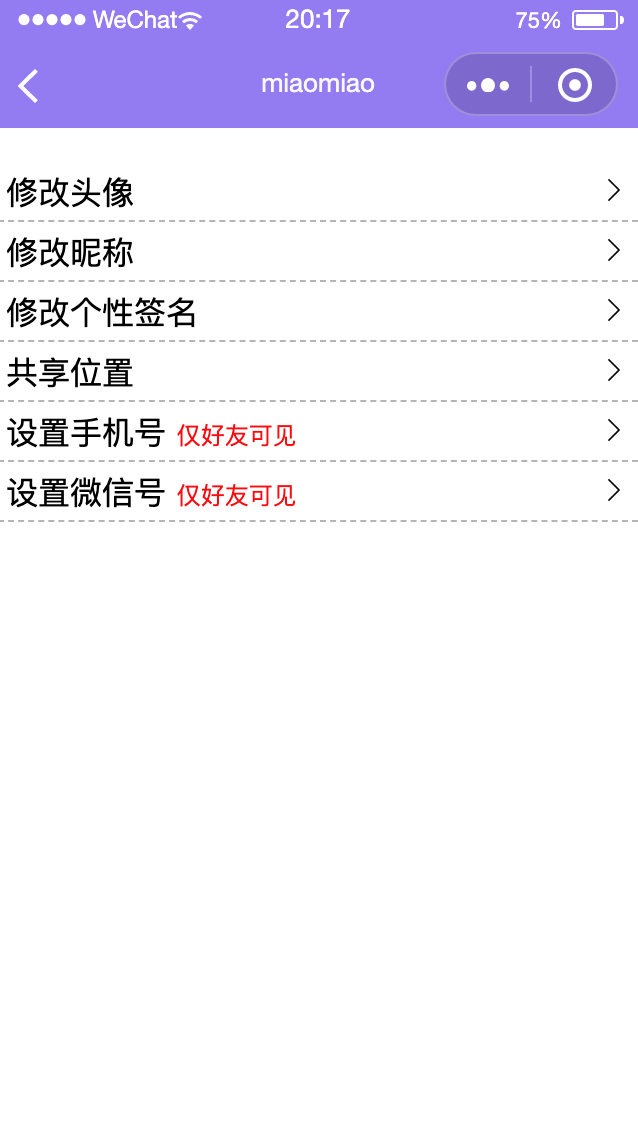 WeChat 20:17 75%
miaomiao
修改头像
修改昵称
修改个性签名
共享位置
设置手机号 仅好友可见
设置微信号 仅好友可见